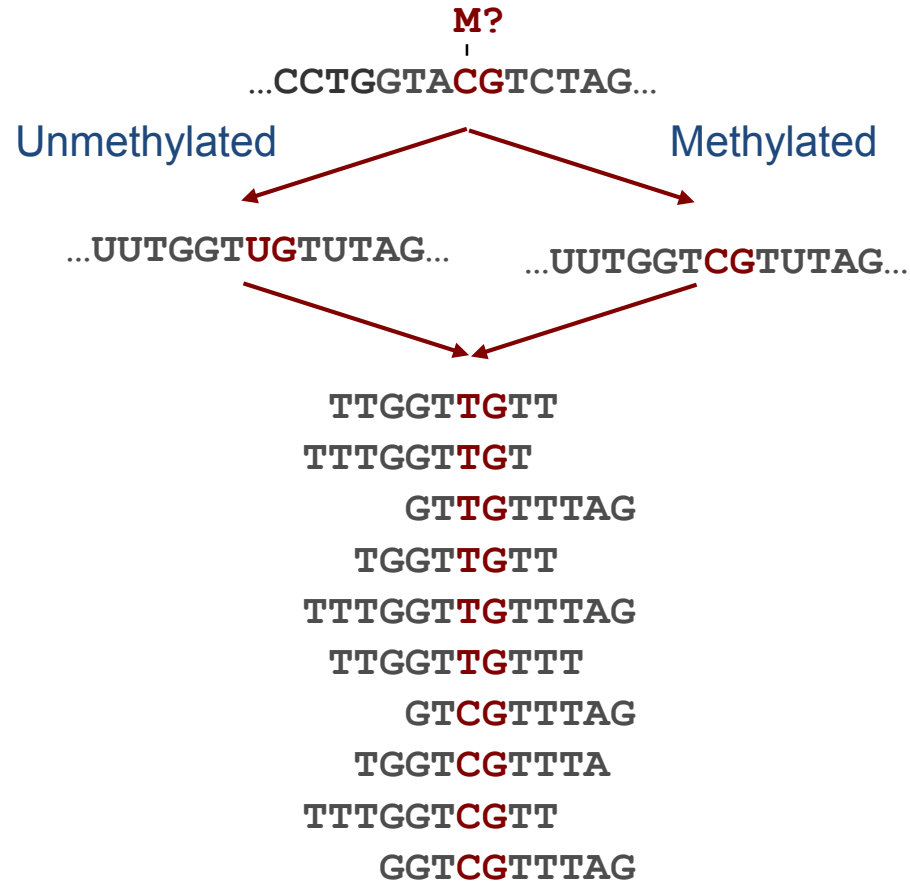 M?
...CCTGGTACGTCTAG...
Unmethylated Methylated
...UUTGGTUGTUTAG...
...UUTGGTCGTUTAG...
TTGGTTGTT
TTTGGTTGT
GTTGTTTAG
TGGTTGTT
TTTGGTTGTTTAG
TTGGTTGTTT
GTCGTTTAG
TGGTCGTTTA
TTTGGTCGTT
GGTCGTTTAG